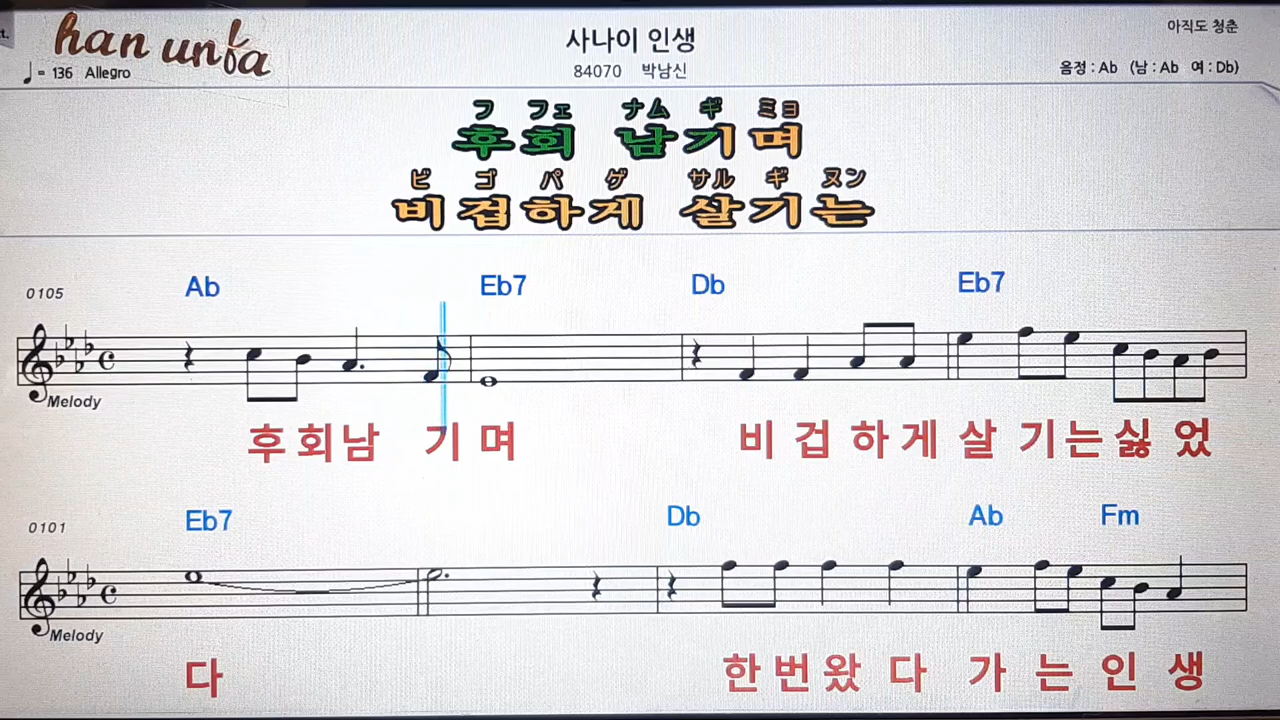 t.
han unfa
사나이 인생
아직도 청춘
♩= 136 Allegro
84070 박남신
음정 : Ab (남 : Ab 여 : Db)
フ フェ ナム ギ ミョ
후회 남기며
ビ ゴ パ ゲ サル ギ ヌン
비겁하게 살기는
0105 Ab Eb7 Db Eb7
Melody
후회남 기 며 비 겁 하 게 살 기는싫 었
0101 Eb7 Db Ab Fm
Melody
다 한번왔 다 가 는 인 생